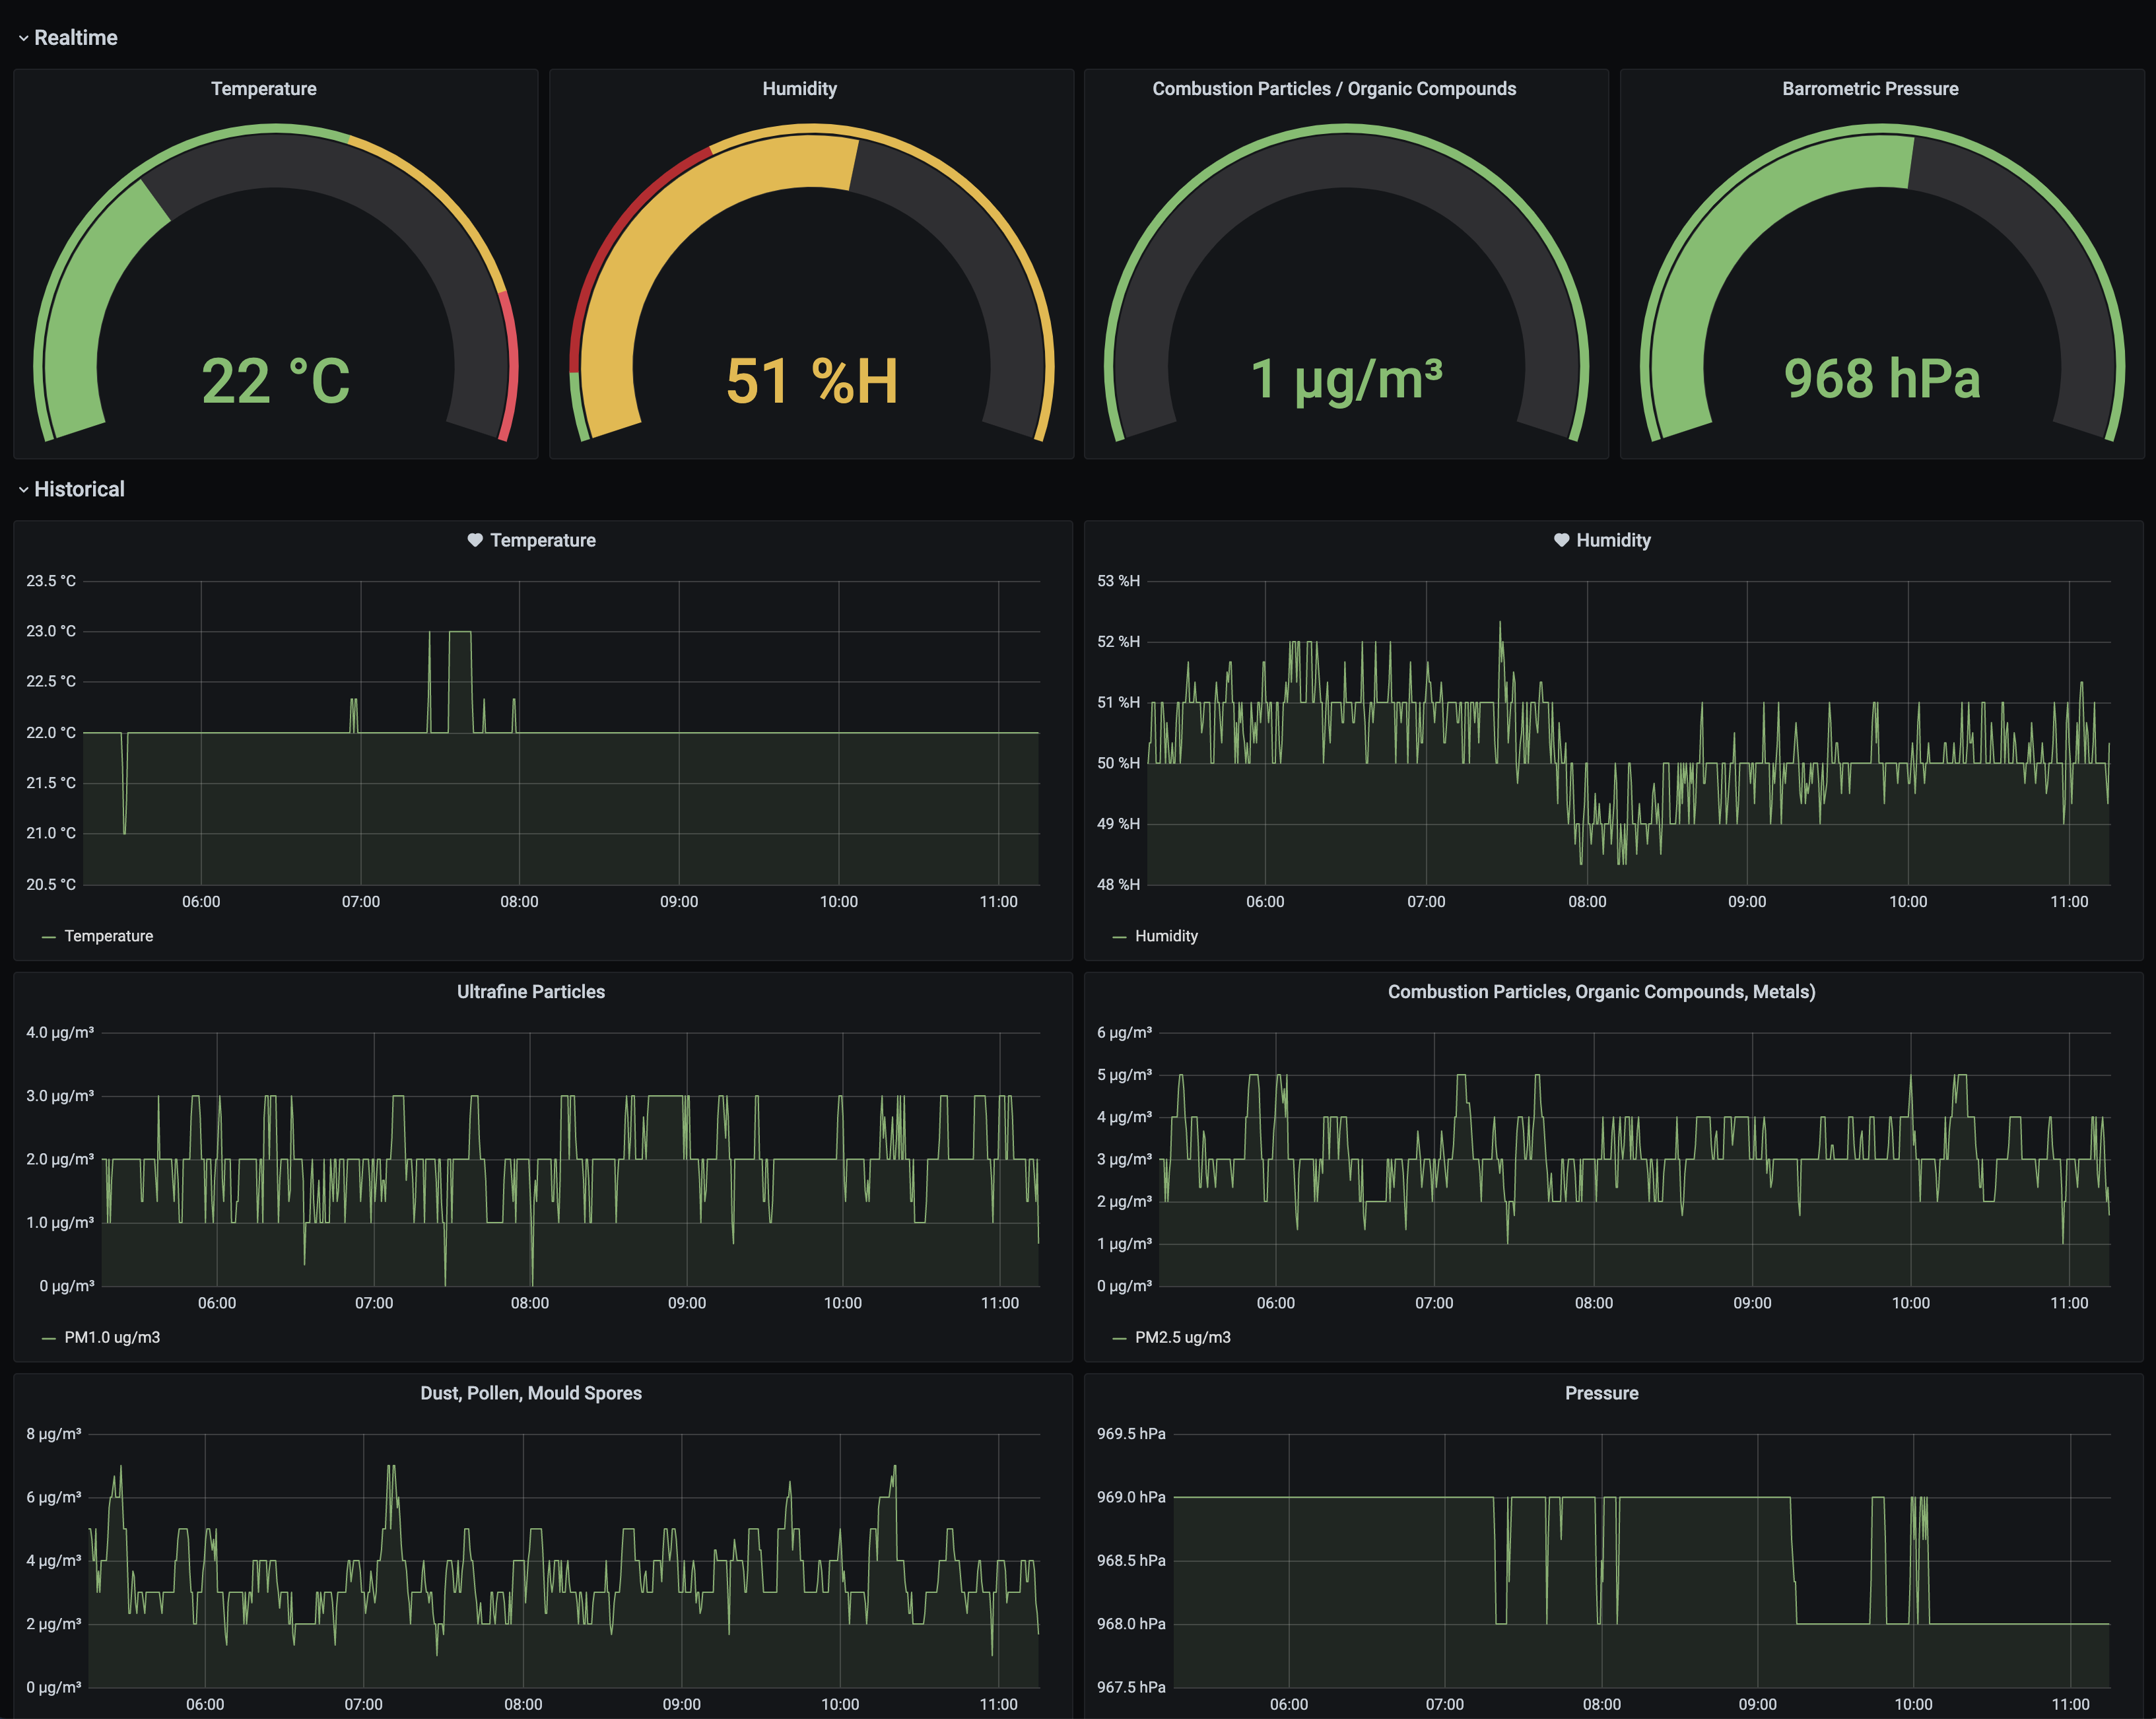 Realtime
Temperature
Humidity
Combustion Particles / Organic Compounds
Barrometric Pressure
22 °C
51 %H
1 µg/m³
968 hPa
Historical
Temperature
Humidity
23.5 °C
23.0 °C
22.5 °C
22.0 °C
21.5 °C
21.0 °C
20.5 °C
06:00 07:00 08:00 09:00 10:00 11:00
Temperature
53 %H
52 %H
51 %H
50 %H
49 %H
48 %H
06:00 07:00 08:00 09:00 10:00 11:00
Humidity
Ultrafine Particles
4.0 µg/m³
3.0 µg/m³
2.0 µg/m³
1.0 µg/m³
0 µg/m³
06:00 07:00 08:00 09:00 10:00 11:00
PM1.0 ug/m3
Combustion Particles, Organic Compounds, Metals)
6 µg/m³
5 µg/m³
4 µg/m³
3 µg/m³
2 µg/m³
1 µg/m³
0 µg/m³
06:00 07:00 08:00 09:00 10:00 11:00
PM2.5 ug/m3
Dust, Pollen, Mould Spores
8 µg/m³
6 µg/m³
4 µg/m³
2 µg/m³
0 µg/m³
06:00 07:00 08:00 09:00 10:00 11:00
Pressure
969.5 hPa
969.0 hPa
968.5 hPa
968.0 hPa
967.5 hPa
06:00 07:00 08:00 09:00 10:00 11:00